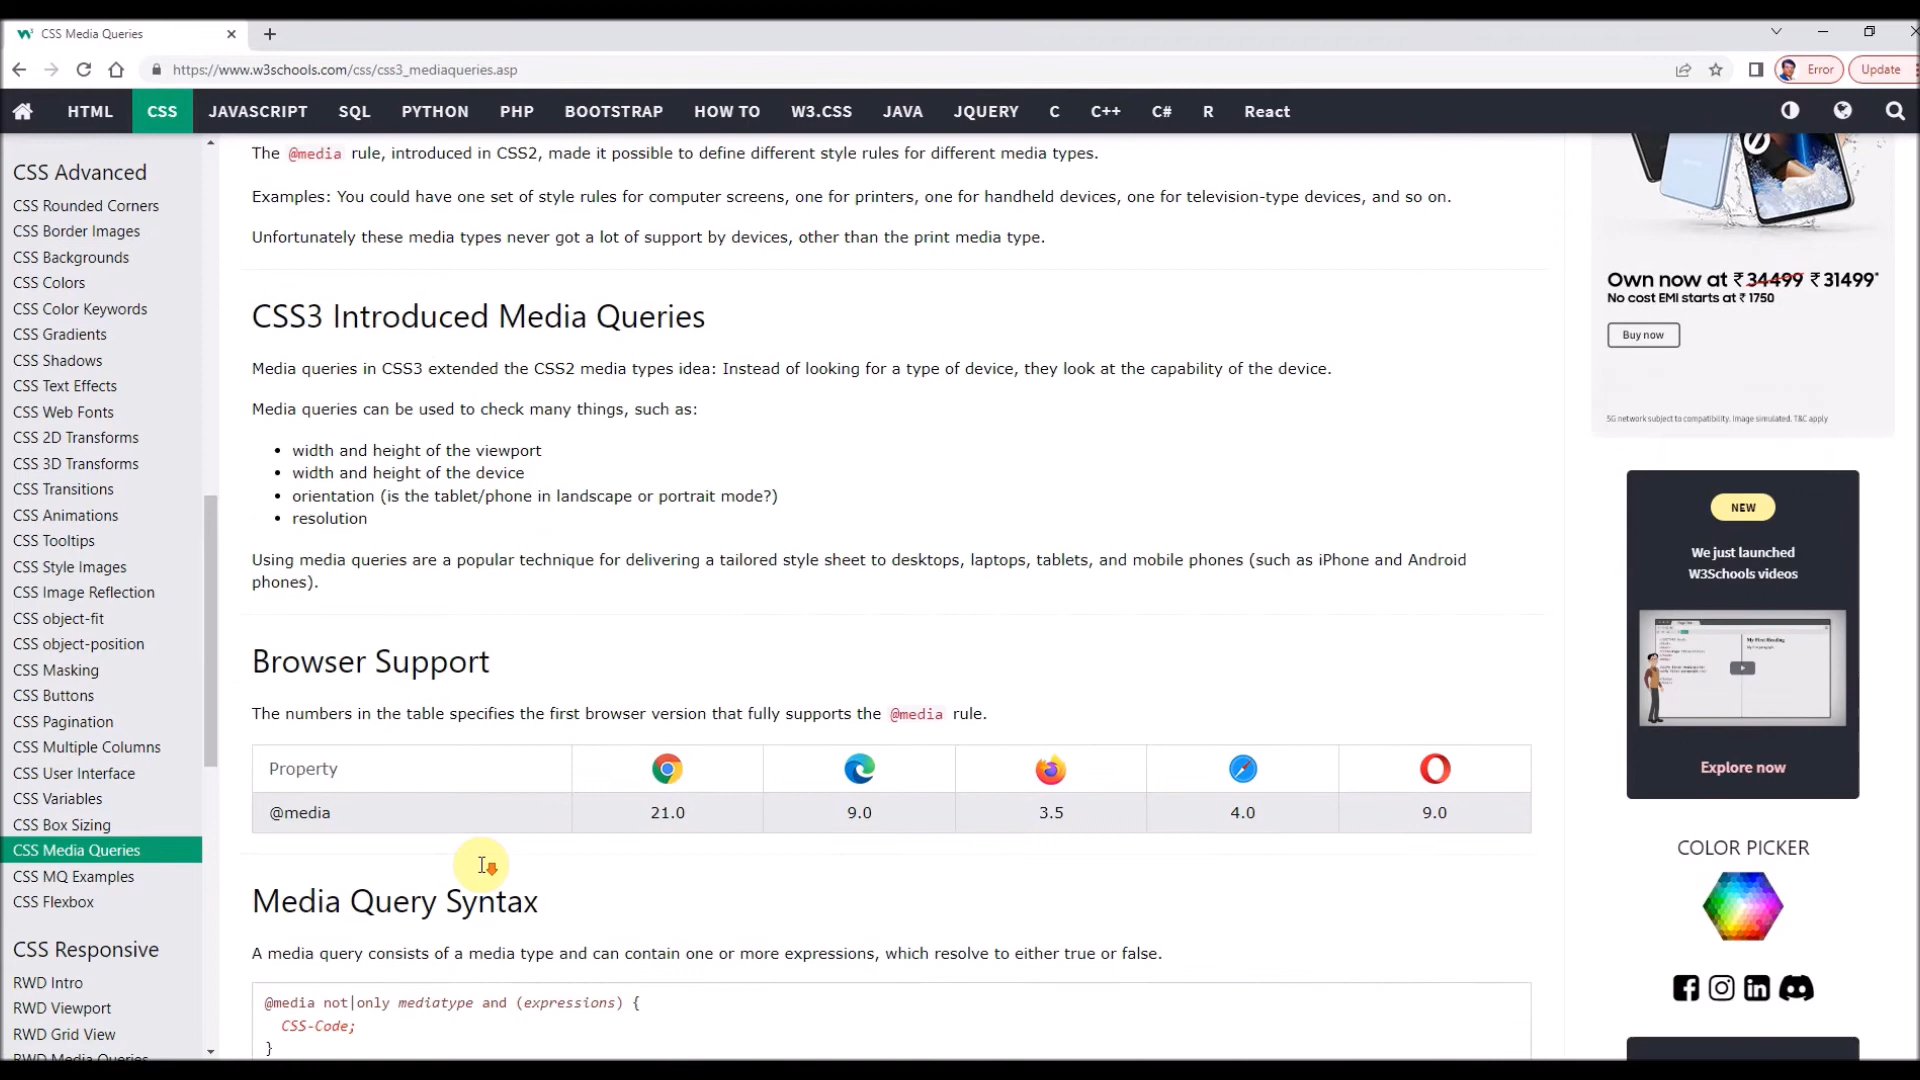 CSS Media Queries
https://www.w3schools.com/css/css3_mediaqueries.asp
Error
Update
HTML
CSS
JAVASCRIPT
SQL
PYTHON
PHP
BOOTSTRAP
HOW TO
W3.CSS
JAVA
JQUERY
C
C++
C#
R
React
CSS Advanced
CSS Rounded Corners
CSS Border Images
CSS Backgrounds
CSS Colors
CSS Color Keywords
CSS Gradients
CSS Shadows
CSS Text Effects
CSS Web Fonts
CSS 2D Transforms
CSS 3D Transforms
CSS Transitions
CSS Animations
CSS Tooltips
CSS Style Images
CSS Image Reflection
CSS object-fit
CSS object-position
CSS Masking
CSS Buttons
CSS Pagination
CSS Multiple Columns
CSS User Interface
CSS Variables
CSS Box Sizing
CSS Media Queries
CSS MQ Examples
CSS Flexbox
CSS Responsive
RWD Intro
RWD Viewport
RWD Grid View
RWD Media Queries
The @media rule, introduced in CSS2, made it possible to define different style rules for different media types.
Examples: You could have one set of style rules for computer screens, one for printers, one for handheld devices, one for television-type devices, and so on.
Unfortunately these media types never got a lot of support by devices, other than the print media type.
CSS3 Introduced Media Queries
Media queries in CSS3 extended the CSS2 media types idea: Instead of looking for a type of device, they look at the capability of the device.
Media queries can be used to check many things, such as:
• width and height of the viewport
• width and height of the device
• orientation (is the tablet/phone in landscape or portrait mode?)
• resolution
Using media queries are a popular technique for delivering a tailored style sheet to desktops, laptops, tablets, and mobile phones (such as iPhone and Android
phones).
Browser Support
The numbers in the table specifies the first browser version that fully supports the @media rule.
Property
@media 21.0 9.0 3.5 4.0 9.0
Media Query Syntax
A media query consists of a media type and can contain one or more expressions, which resolve to either true or false.
@media not|only mediatype and (expressions) {
CSS-Code;
}
Own now at ₹34499 ₹31499*
No cost EMI starts at ₹ 1750
Buy now
5G network subject to compatibility. Image simulated. T&C apply
NEW
We just launched
W3Schools videos
Explore now
COLOR PICKER